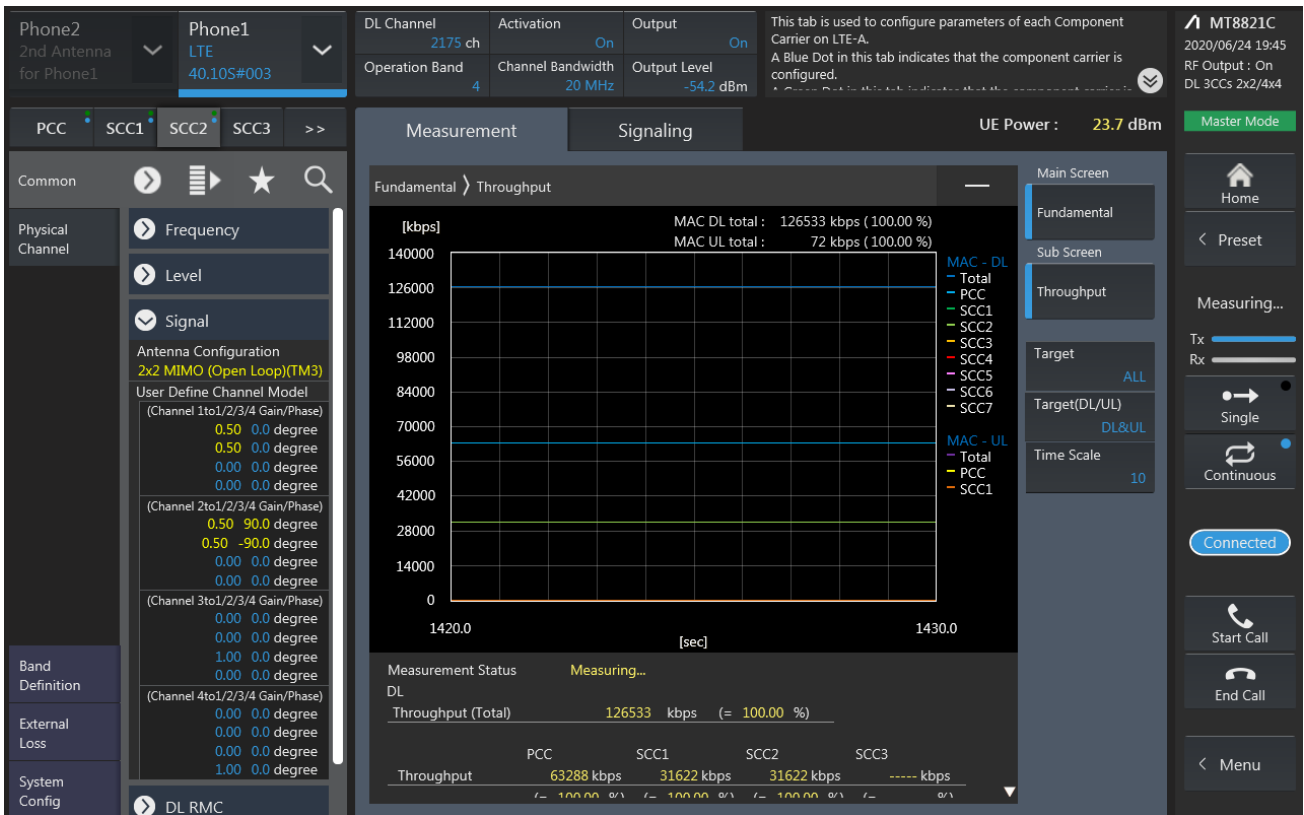 Phone2
2nd Antenna
for Phone1
Phone1
LTE
40.10S#003
DL Channel
2175 ch
Operation Band
4
Activation
On
Channel Bandwidth
20 MHz
Output
On
Output Level
-54.2 dBm
This tab is used to configure parameters of each Component
Carrier on LTE-A.
A Blue Dot in this tab indicates that the component carrier is
configured.
MT8821C
2020/06/24 19:45
RF Output : On
DL 3CCs 2x2/4x4
Master Mode
PCC SCC1 SCC2 SCC3 >>
Measurement
Signaling
UE Power : 23.7 dBm
Common
Physical
Channel
Band
Definition
External
Loss
System
Config
Frequency
Level
Signal
Antenna Configuration
2x2 MIMO (Open Loop)(TM3)
User Define Channel Model
(Channel 1to1/2/3/4 Gain/Phase)
0.50 0.0 degree
0.50 0.0 degree
0.00 0.0 degree
0.00 0.0 degree
(Channel 2to1/2/3/4 Gain/Phase)
0.50 90.0 degree
0.50 -90.0 degree
0.00 0.0 degree
0.00 0.0 degree
(Channel 3to1/2/3/4 Gain/Phase)
0.00 0.0 degree
0.00 0.0 degree
1.00 0.0 degree
0.00 0.0 degree
(Channel 4to1/2/3/4 Gain/Phase)
0.00 0.0 degree
0.00 0.0 degree
0.00 0.0 degree
1.00 0.0 degree
DL RMC
Fundamental
Throughput
[kbps]
MAC DL total : 126533 kbps ( 100.00 %)
MAC UL total : 72 kbps ( 100.00 %)
140000
126000
112000
98000
84000
70000
56000
42000
28000
14000
0
1420.0
1430.0
[sec]
MAC - DL
Total
PCC
SCC1
SCC2
SCC3
SCC4
SCC5
SCC6
SCC7
MAC - UL
Total
PCC
SCC1
Measurement Status Measuring...
DL
Throughput (Total) 126533 kbps (= 100.00 %)
PCC SCC1 SCC2 SCC3
Throughput 63288 kbps 31622 kbps 31622 kbps ----- kbps
(= 100.00 %) (= 100.00 %) (= 100.00 %) (= %)
Main Screen
Fundamental
Sub Screen
Throughput
Target
ALL
Target(DL/UL)
DL&UL
Time Scale
10
Home
< Preset
Measuring...
Tx
Rx
Single
Continuous
Connected
Start Call
End Call
< Menu